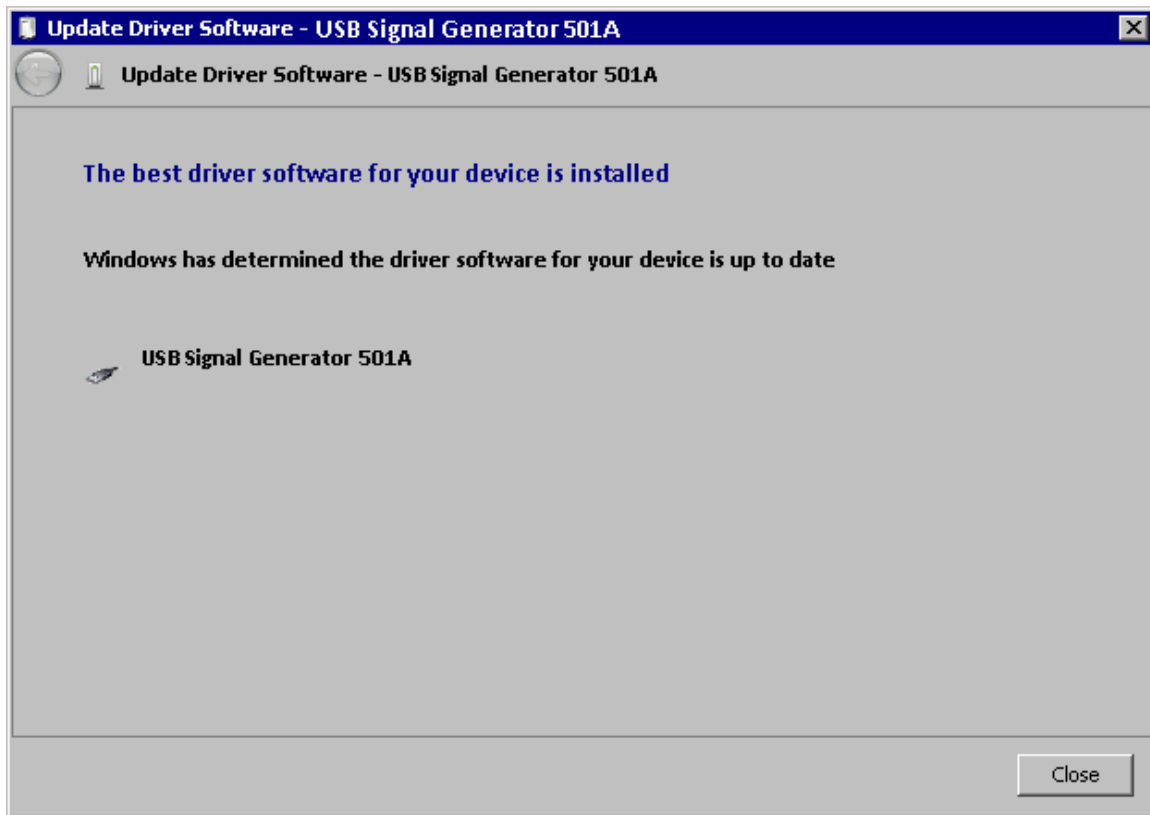 Update Driver Software - USB Signal Generator 501A
Update Driver Software - USB Signal Generator 501A
The best driver software for your device is installed
Windows has determined the driver software for your device is up to date
USB Signal Generator 501A
Close